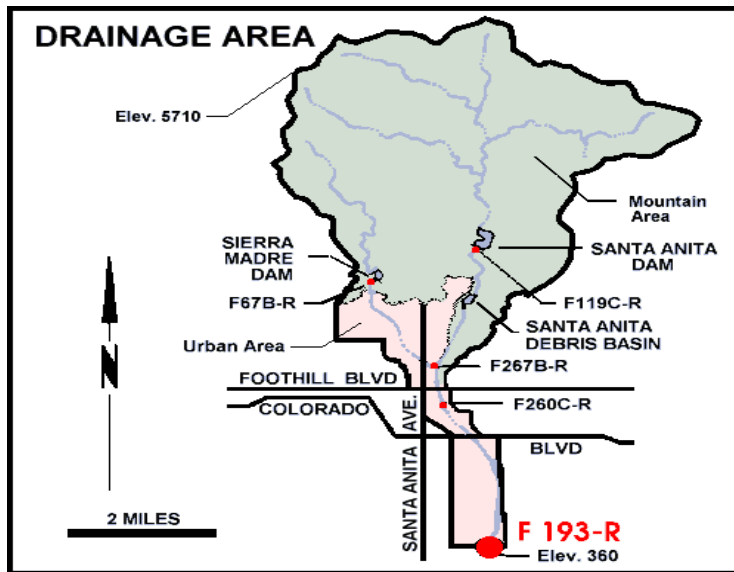 DRAINAGE AREA
Elev. 5710
Mountain
Area
SIERRA
MADRE
DAM
SANTA ANITA
DAM
F67B-R
F119C-R
SANTA ANITA
DEBRIS BASIN
Urban Area
F267B-R
FOOTHILL BLVD
COLORADO
F260C-R
BLVD
SANTA ANITA AVE.
N
2 MILES
F 193-R
Elev. 360